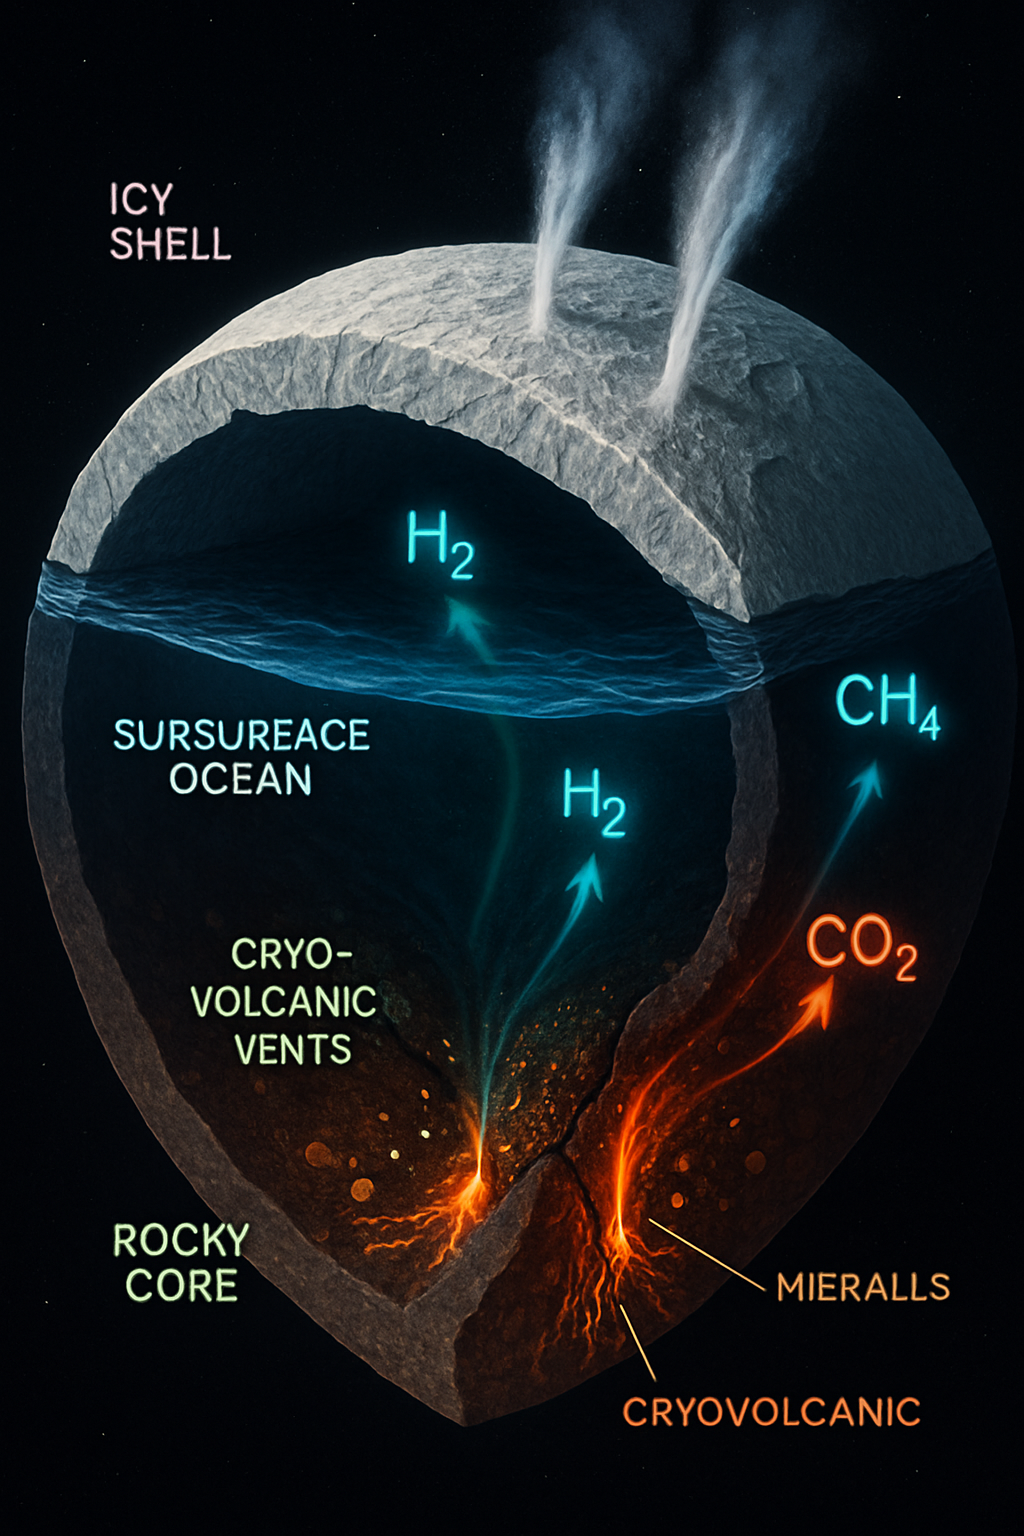 ICY
SHELL
H₂
CH₄
SURSUREACE
OCEAN
H₂
CO₂
CRYO-
VOLCANIC
VENTS
ROCKY
CORE
MIERALLS
CRYOVOLCANIC